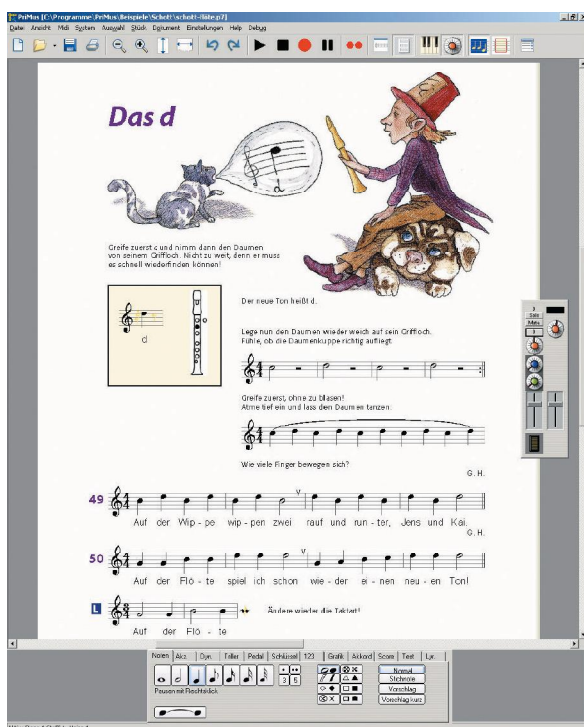 PriMus [C:\Programme\PriMus\Beispiele\Schott\schott-flöte.p7]
Datei Ansicht Midi System Auswahl Stück Dokument Einstellungen Help Debug
Das d
d
Greife zuerst c und nimm dann den Daumen
von seinem Griffloch. Nicht zu weit, denn er muss
es schnell wiederfinden können!
Der neue Ton heißt d.
d
Lege nun den Daumen wieder weich auf sein Griffloch.
Fühle, ob die Daumenkuppe richtig aufliegt.
Greife zuerst, ohne zu blasen!
Atme tief ein und lass den Daumen tanzen:
Wie viele Finger bewegen sich?
G. H.
49
Auf der Wip - pe wip - pen zwei rauf und run - ter, Jens und Kai.
G. H.
50
Auf der Flö - te spiel ich schon wie - der ei - nen neu - en Ton!
L
Ändere wieder die Taktart!
Auf der Flö - te
Solo
Mute
Noten Akz. Dyn. Triller Pedal Schlüssel 123 Grafik Akkord Score Text Lyr.
3 5
Pausen mit Rechtsklick
Normal
Stichnote
Vorschlag
Vorschlag kurz